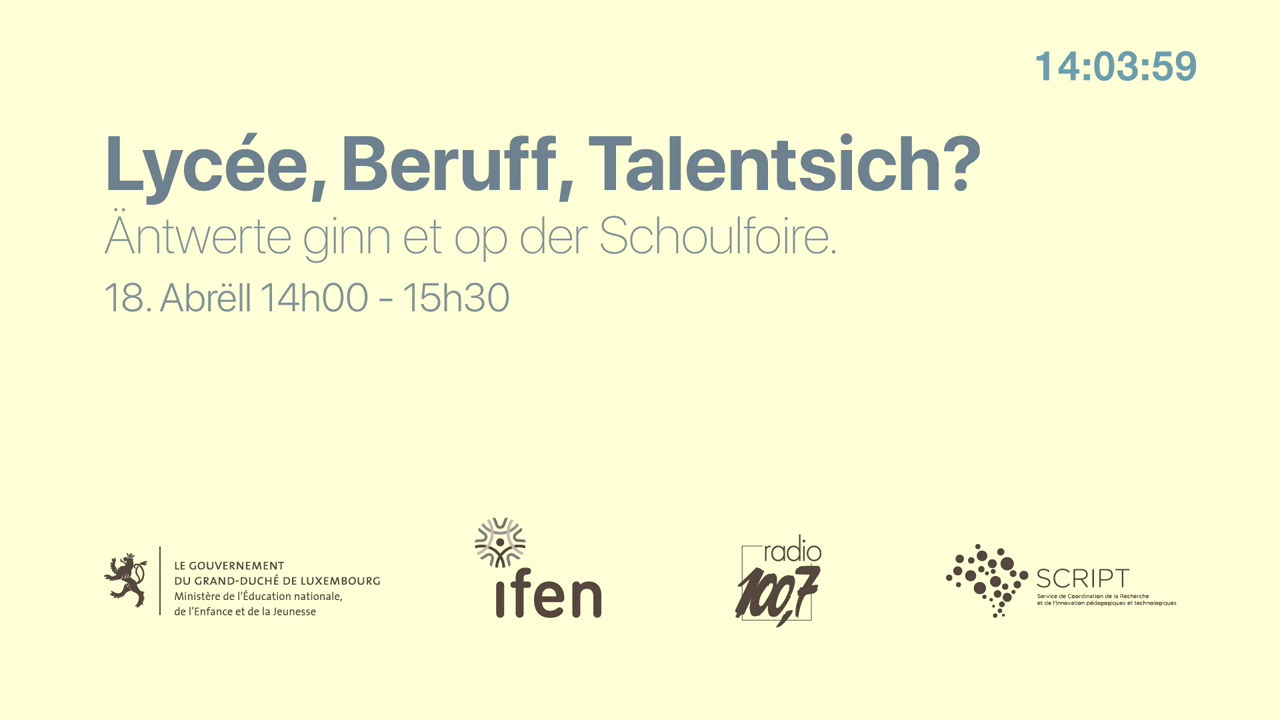 14:03:59
Lycée, Beruff, Talentsich?
Äntwerte ginn et op der Schoulfoire.
18. Abrëll 14h00 - 15h30
LE GOUVERNEMENT
DU GRAND-DUCHÉ DE LUXEMBOURG
Ministère de l'Éducation nationale,
de l'Enfance et de la Jeunesse
ifen
radio
100,7
SCRIPT
Service de Coordination de la Recherche
et de l'Innovation pédagogiques et technologiques